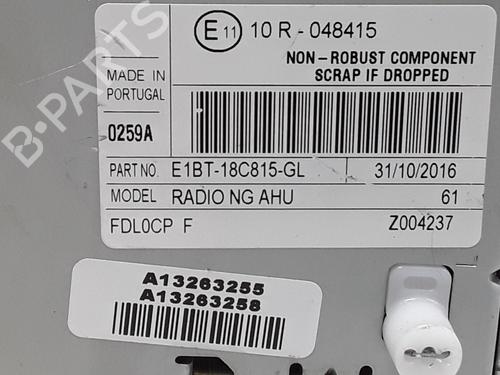 E 11 10 R - 048415
NON - ROBUST COMPONENT
SCRAP IF DROPPED
MADE IN
PORTUGAL
0259A
PART NO. E1BT-18C815-GL 31/10/2016
MODEL RADIO NG AHU 61
FDL0CP F Z004237
A13263255
A13263258